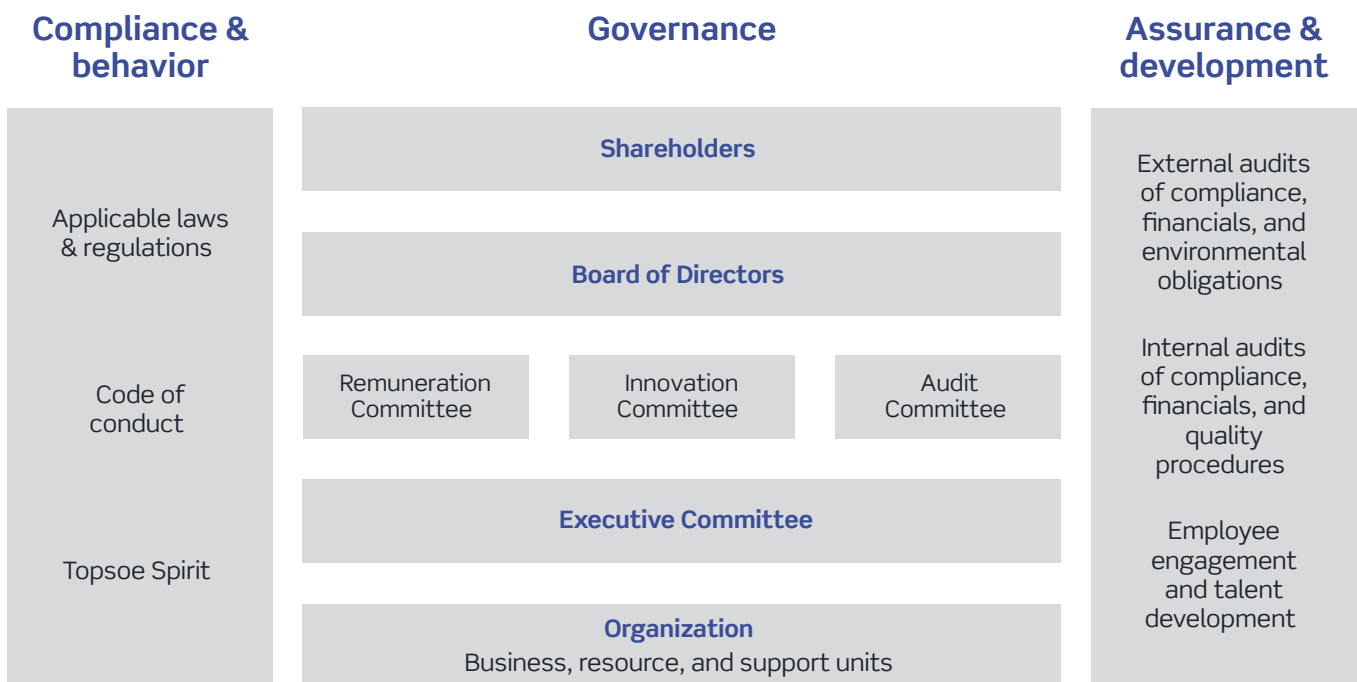 Compliance &
behavior
Applicable laws
& regulations
Code of
conduct
Topsoe Spirit
Governance
Shareholders
Board of Directors
Remuneration
Committee
Innovation
Committee
Audit
Committee
Executive Committee
Organization
Business, resource, and support units
Assurance &
development
External audits
of compliance,
financials, and
environmental
obligations
Internal audits
of compliance,
financials, and
quality
procedures
Employee
engagement
and talent
development